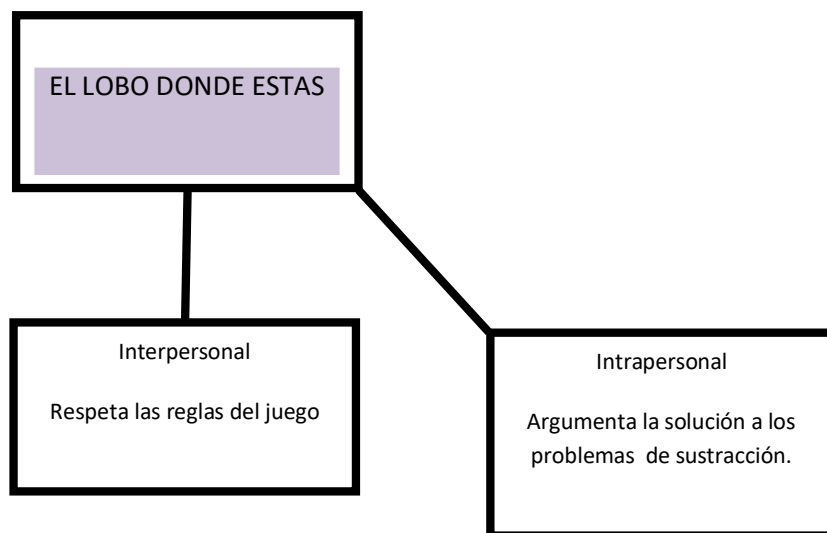 EL LOBO DONDE ESTAS
Interpersonal
Respeta las reglas del juego
Intrapersonal
Argumenta la solución a los
problemas de sustracción.